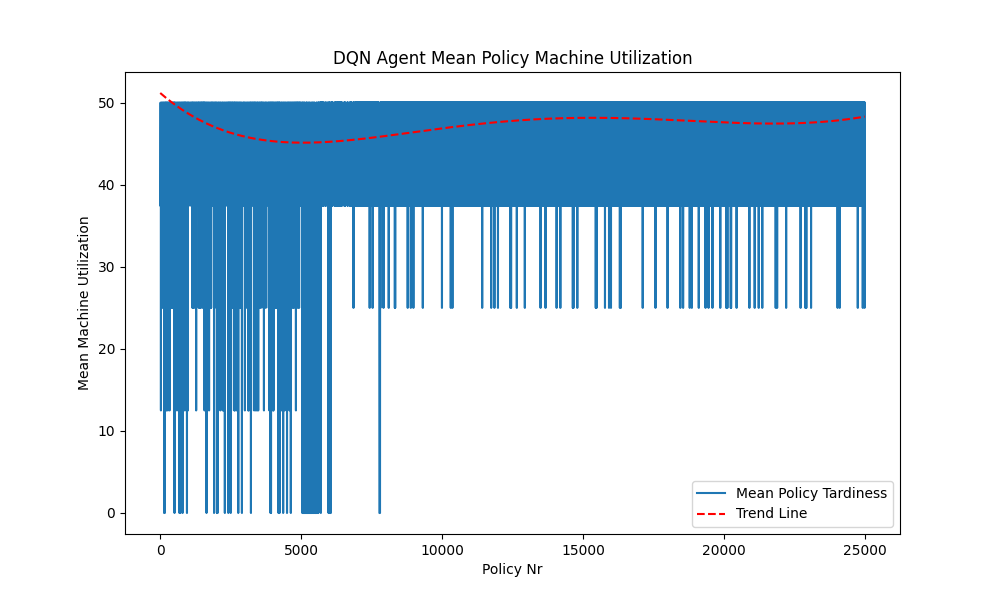 DQN Agent Mean Policy Machine Utilization
50
40
30
20
10
0
Mean Machine Utilization
0 5000 10000 15000 20000 25000
Policy Nr
Mean Policy Tardiness
Trend Line